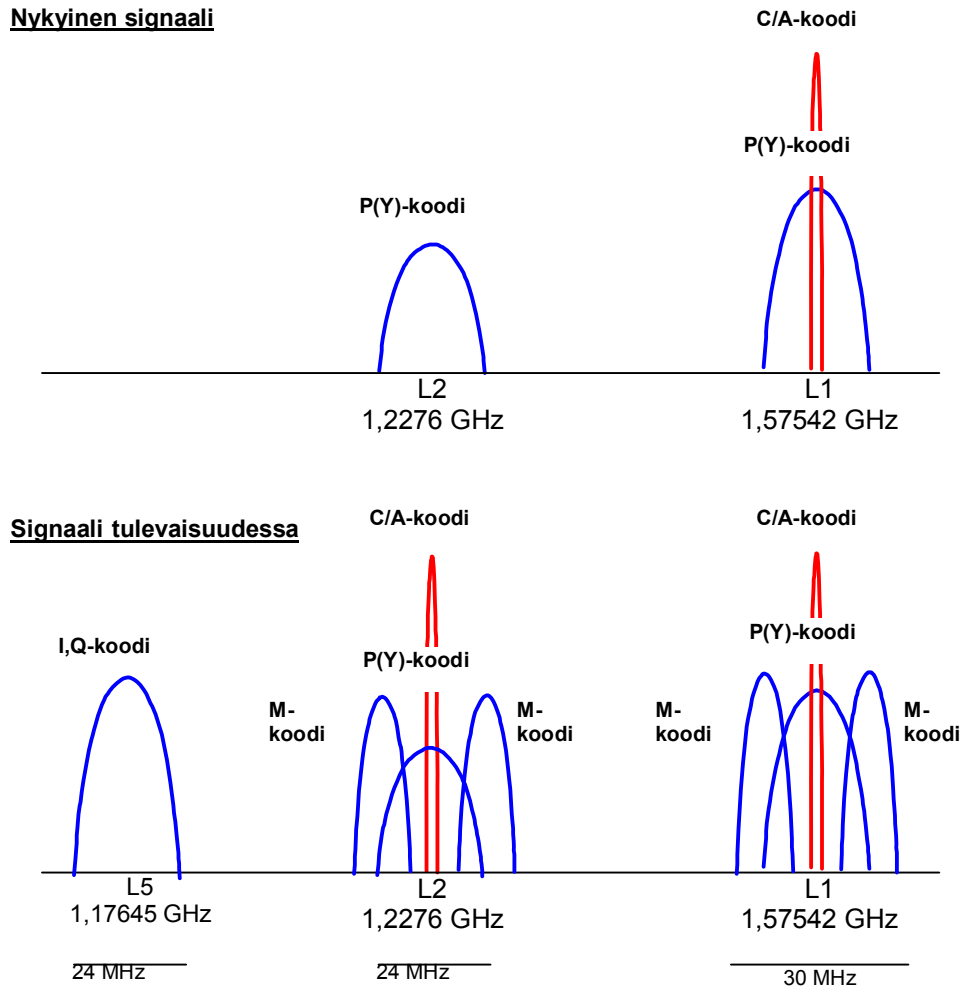 Nykyinen signaali
C/A-koodi
P(Y)-koodi
P(Y)-koodi
L2
1,2276 GHz
L1
1,57542 GHz
Signaali tulevaisuudessa
C/A-koodi
C/A-koodi
I,Q-koodi
P(Y)-koodi
P(Y)-koodi
M-
koodi
M-
koodi
M-
koodi
M-
koodi
L5
1,17645 GHz
L2
1,2276 GHz
L1
1,57542 GHz
24 MHz
24 MHz
30 MHz